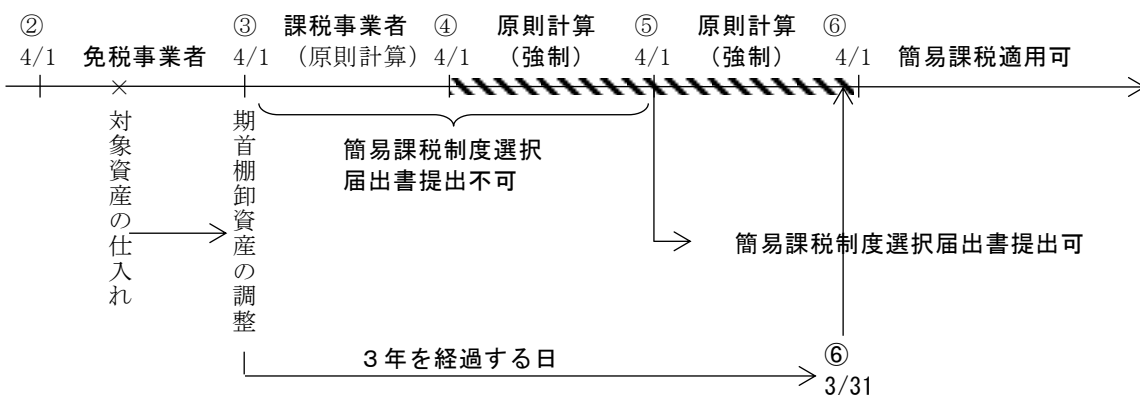 ② ③ 課税事業者 ④ 原則計算 ⑤ 原則計算 ⑥
4/1 免税事業者 4/1 (原則計算) 4/1 (強制) 4/1 (強制) 4/1 簡易課税適用可
×
対象資産の仕入れ
期首棚卸資産の調整
簡易課税制度選択
届出書提出不可
簡易課税制度選択届出書提出可
3年を経過する日
⑥
3/31